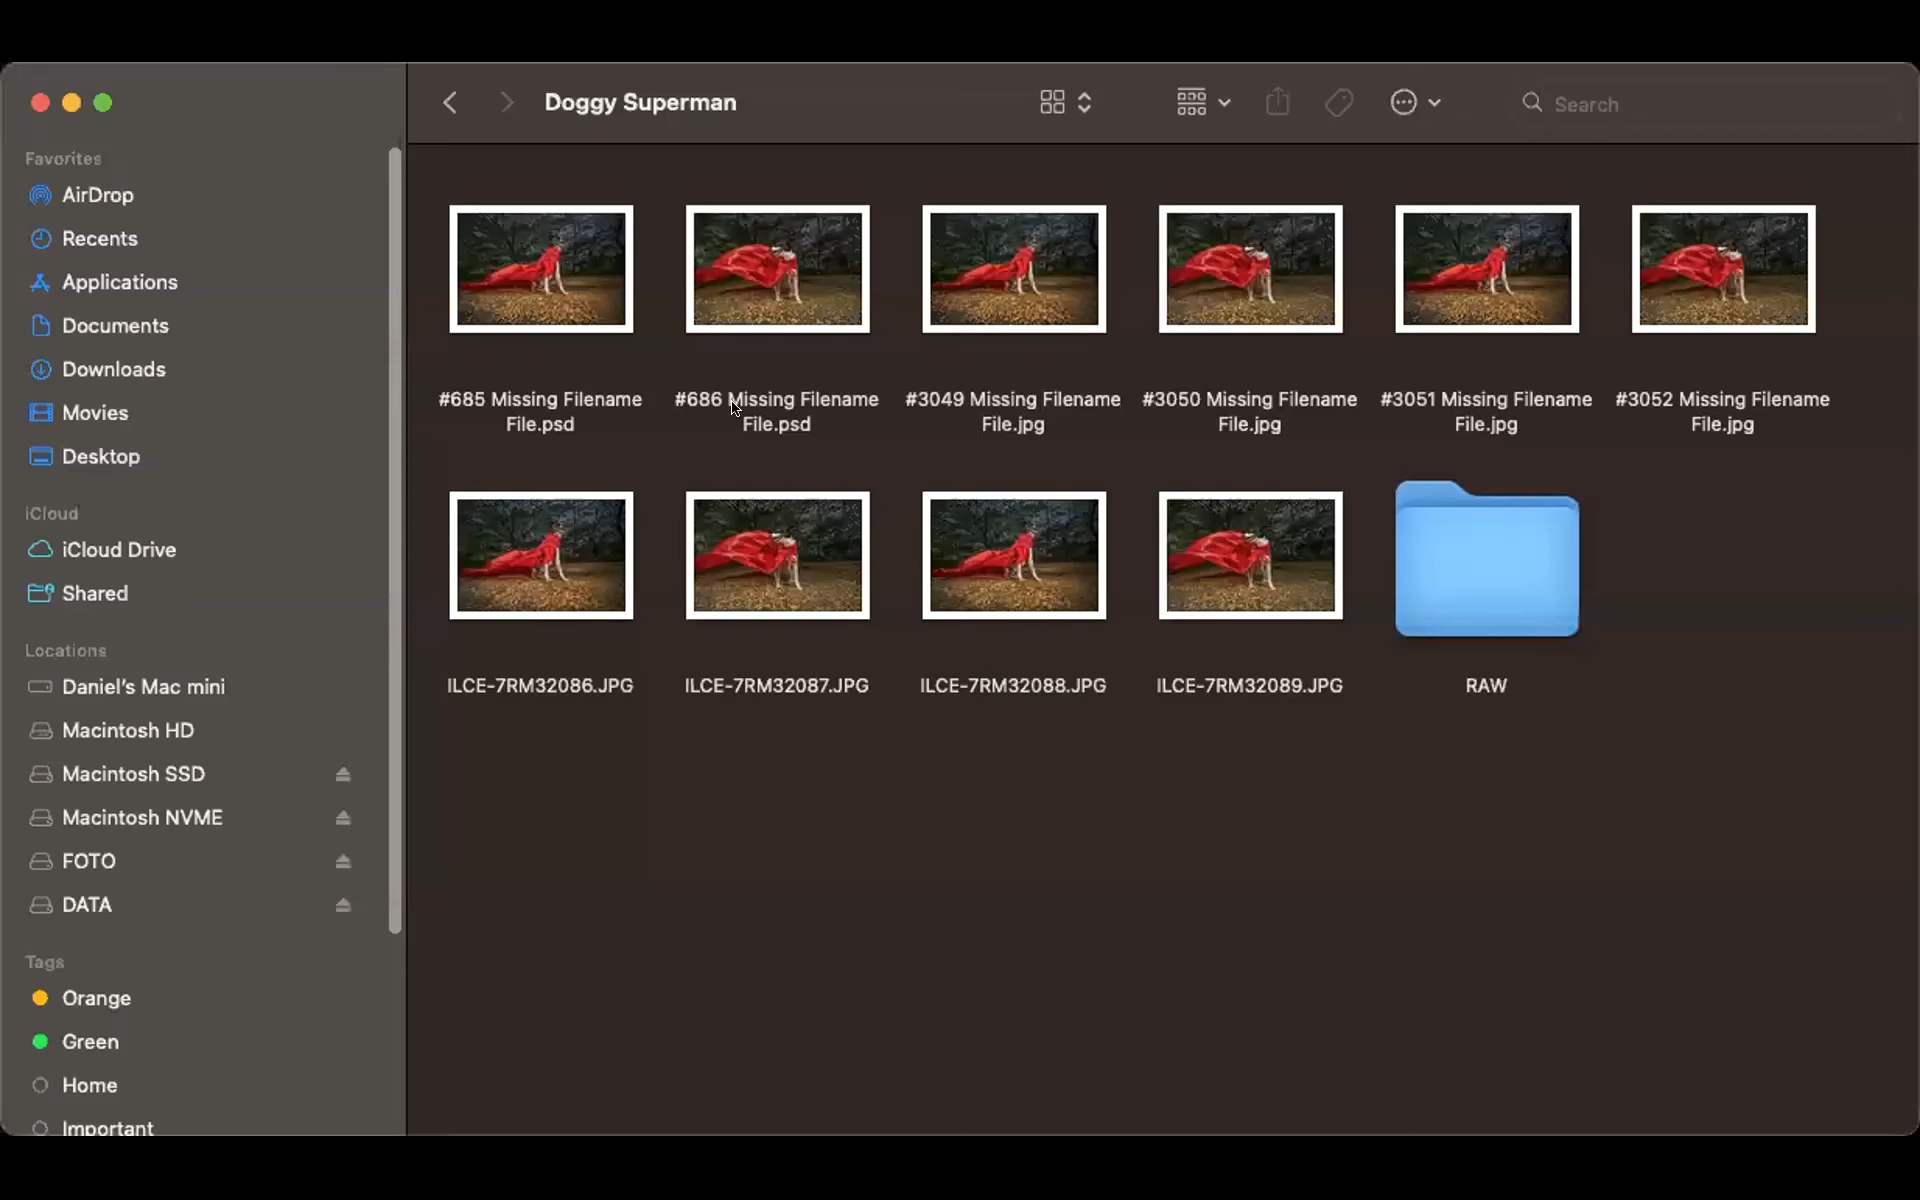 Doggy Superman
Search
Favorites
AirDrop
Recents
Applications
Documents
Downloads
Movies
Desktop
iCloud
iCloud Drive
Shared
Locations
Daniel's Mac mini
Macintosh HD
Macintosh SSD
Macintosh NVME
FOTO
DATA
Tags
Orange
Green
Home
Important
#685 Missing Filename
File.psd
#686 Missing Filename
File.psd
#3049 Missing Filename
File.jpg
#3050 Missing Filename
File.jpg
#3051 Missing Filename
File.jpg
#3052 Missing Filename
File.jpg
ILCE-7RM32086.JPG
ILCE-7RM32087.JPG
ILCE-7RM32088.JPG
ILCE-7RM32089.JPG
RAW